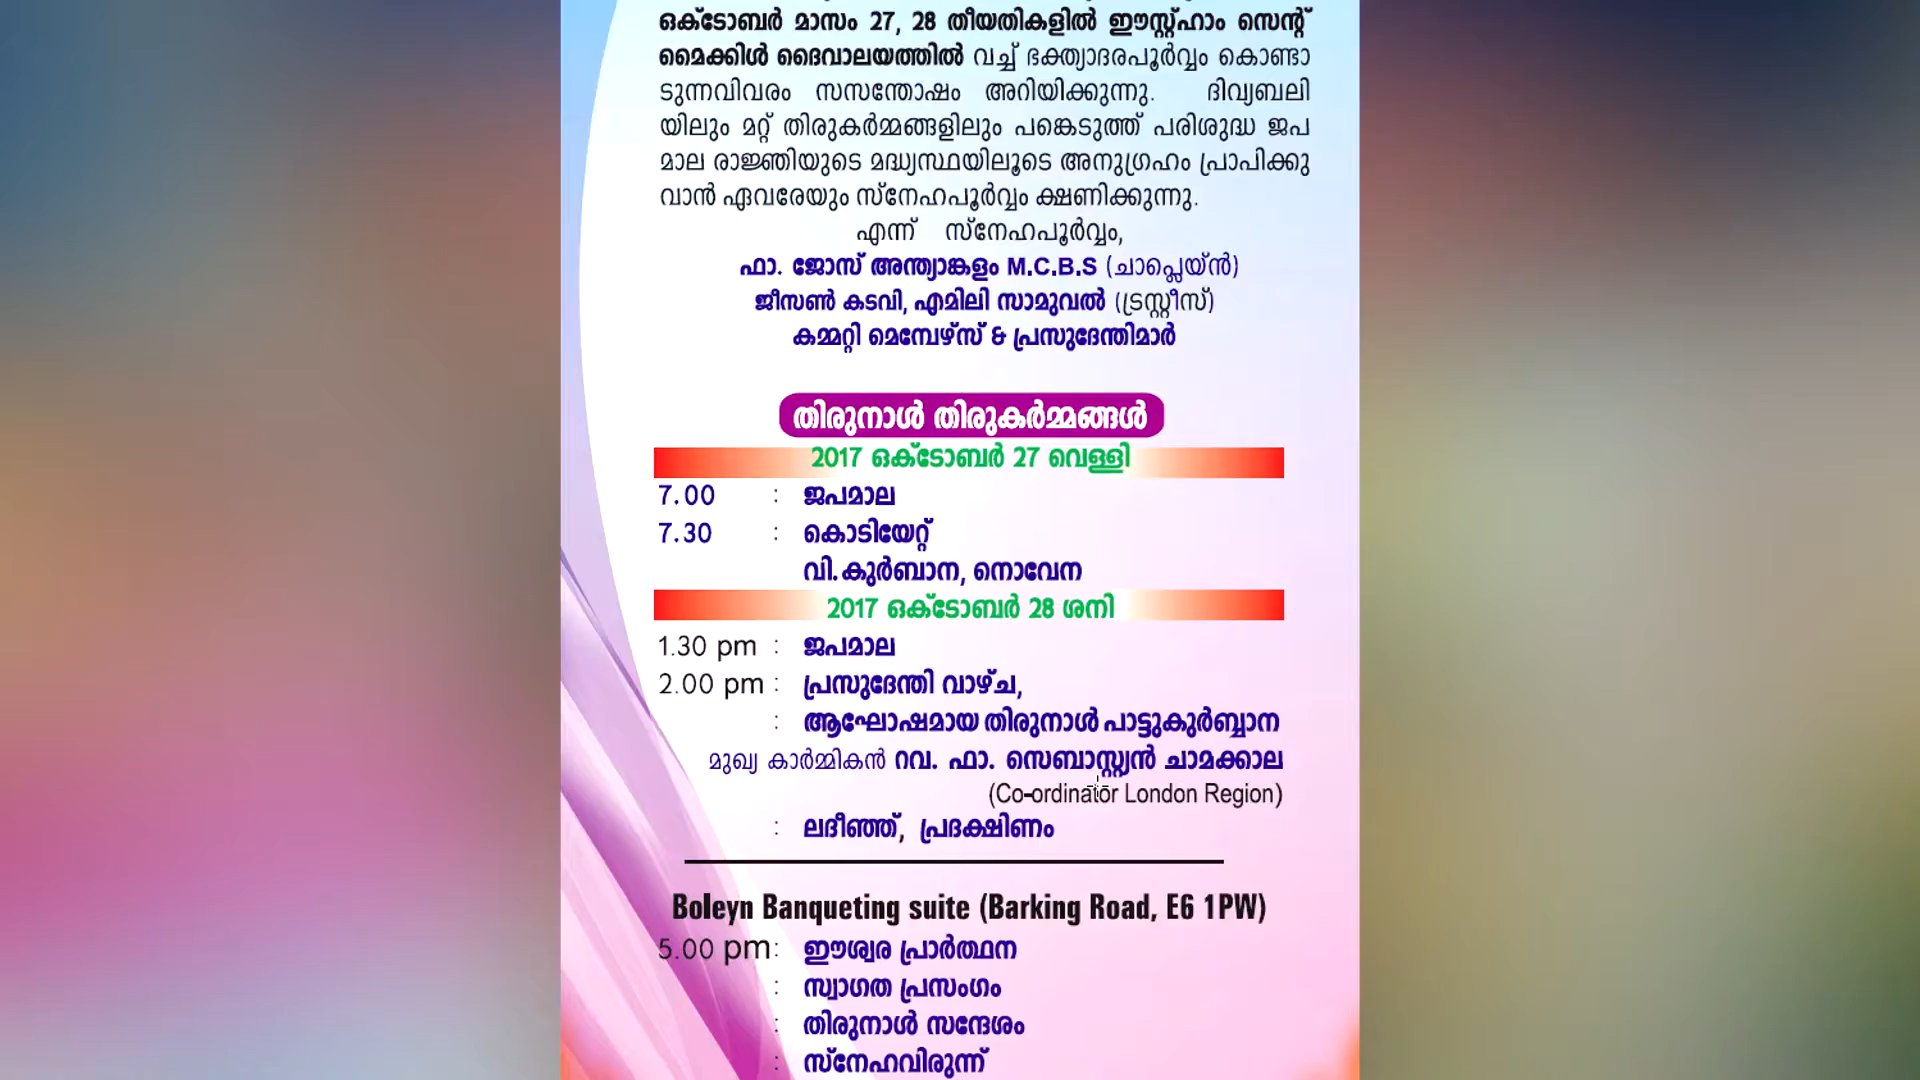 ഒക്ടോബർ മാസം 27, 28 തീയതികളിൽ ഈസ്റ്റ്ഹാം സെന്റ്
മൈക്കിൾ ദൈവാലയത്തിൽ വച്ച് ഭക്ത്യാദരപൂർവ്വം കൊണ്ടാ
ടുന്നവിവരം സസന്തോഷം അറിയിക്കുന്നു. ദിവ്യബലി
യിലും മറ്റ് തിരുകർമ്മങ്ങളിലും പങ്കെടുത്ത് പരിശുദ്ധ ജപ
മാല രാജ്ഞിയുടെ മദ്ധ്യസ്ഥയിലൂടെ അനുഗ്രഹം പ്രാപിക്കു
വാൻ ഏവരേയും സ്നേഹപൂർവ്വം ക്ഷണിക്കുന്നു.
എന്ന് സ്നേഹപൂർവ്വം,
ഫാ. ജോസ് അന്ത്യാങ്കളം M.C.B.S (ചാപ്ലെയ്ൻ)
ജീസൺ കടവി, എമിലി സാമുവൽ (ട്രസ്റ്റീസ്)
കമ്മറ്റി മെമ്പേഴ്സ് & പ്രസുദേന്തിമാർ
തിരുനാൾ തിരുകർമ്മങ്ങൾ
2017 ഒക്ടോബർ 27 വെള്ളി
7.00 : ജപമാല
7.30 : കൊടിയേറ്റ്
വി.കുർബാന, നൊവേന
2017 ഒക്ടോബർ 28 ശനി
1.30 pm : ജപമാല
2.00 pm : പ്രസുദേന്തി വാഴ്ച,
: ആഘോഷമായ തിരുനാൾ പാട്ടുകുർബ്ബാന
മുഖ്യ കാർമ്മികൻ റവ. ഫാ. സെബാസ്റ്റ്യൻ ചാമക്കാല
(Co-ordinator London Region)
: ലദീഞ്ഞ്, പ്രദക്ഷിണം
Boleyn Banqueting suite (Barking Road, E6 1PW)
5.00 pm : ഈശ്വര പ്രാർത്ഥന
: സ്വാഗത പ്രസംഗം
: തിരുനാൾ സന്ദേശം
: സ്നേഹവിരുന്ന്